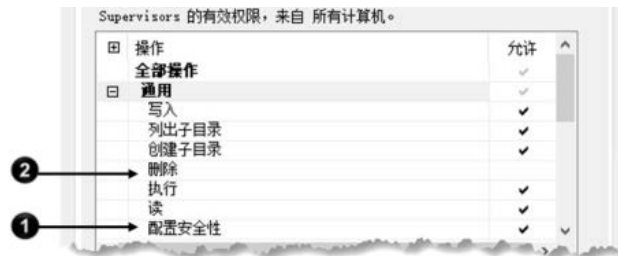 Supervisors 的有效权限，来自 所有计算机。
操作 允许
全部操作
通用
写入
列出子目录
创建子目录
2 删除
执行
读
1 配置安全性